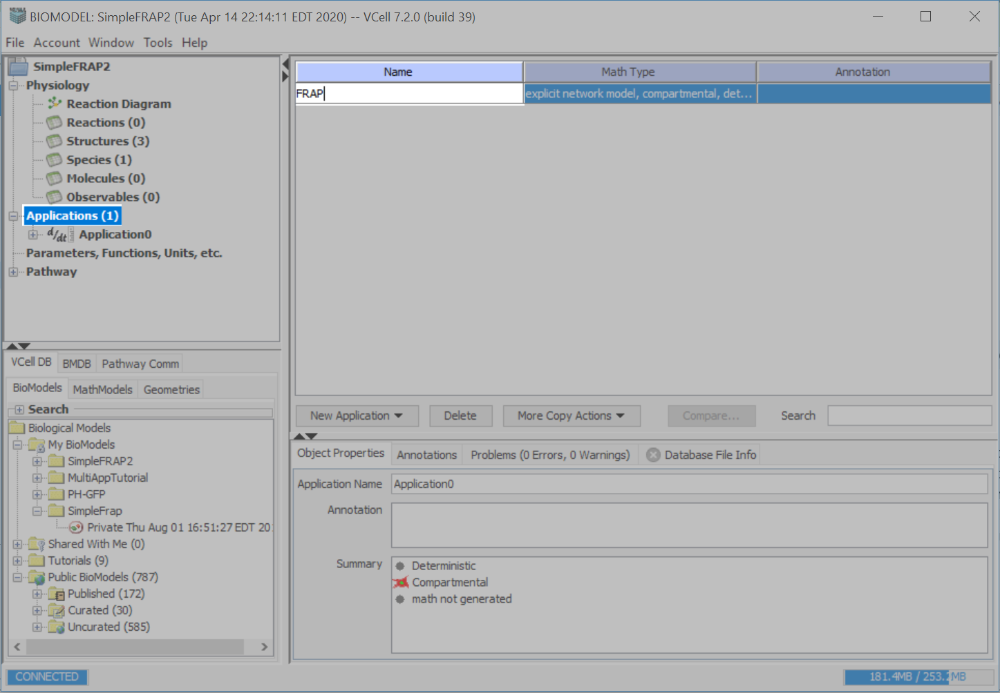 BIOMODEL: SimpleFRAP2 (Tue Apr 14 22:14:11 EDT 2020) -- VCell 7.2.0 (build 39)
File Account Window Tools Help
SimpleFRAP2
Physiology
Reaction Diagram
Reactions (0)
Structures (3)
Species (1)
Molecules (0)
Observables (0)
Applications (1)
d/dt Application0
Parameters, Functions, Units, etc.
Pathway
Name Math Type Annotation
FRAP explicit network model, compartmental, det...
New Application Delete More Copy Actions Compare... Search
VCell DB BMDB Pathway Comm
BioModels MathModels Geometries
Search
Biological Models
My BioModels
SimpleFRAP2
MultiAppTutorial
PH-GFP
SimpleFrap
Private Thu Aug 01 16:51:27 EDT 20
Shared With Me (0)
Tutorials (9)
Public BioModels (787)
Published (172)
Curated (30)
Uncurated (585)
Object Properties Annotations Problems (0 Errors, 0 Warnings) Database File Info
Application Name Application0
Annotation
Summary Deterministic
Compartmental
math not generated
CONNECTED 181.4MB / 253.2MB